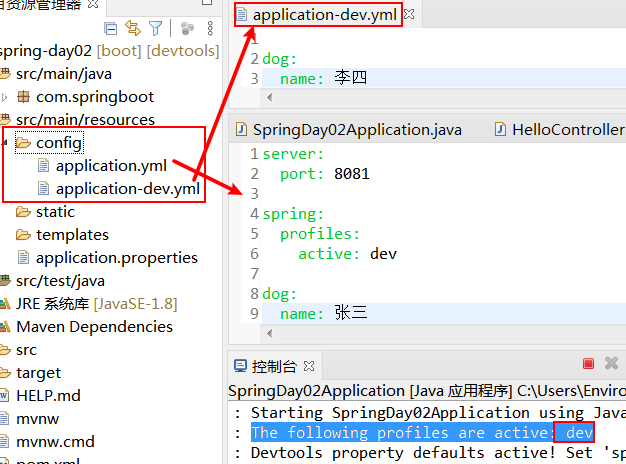 资源管理器
spring-day02 [boot] [devtools]
src/main/java
com.springboot
src/main/resources
config
application.yml
application-dev.yml
static
templates
application.properties
src/test/java
JRE 系统库 [JavaSE-1.8]
Maven Dependencies
src
target
HELP.md
mvnw
mvnw.cmd
pom.xml
application-dev.yml
1
2 dog:
3 name: 李四
SpringDay02Application.java
HelloController
1 server:
2 port: 8081
3
4 spring:
5 profiles:
6 active: dev
7
8 dog:
9 name: 张三
控制台
SpringDay02Application [Java 应用程序] C:\Users\Enviro
: Starting SpringDay02Application using Java
: The following profiles are active: dev
: Devtools property defaults active! Set 'sp